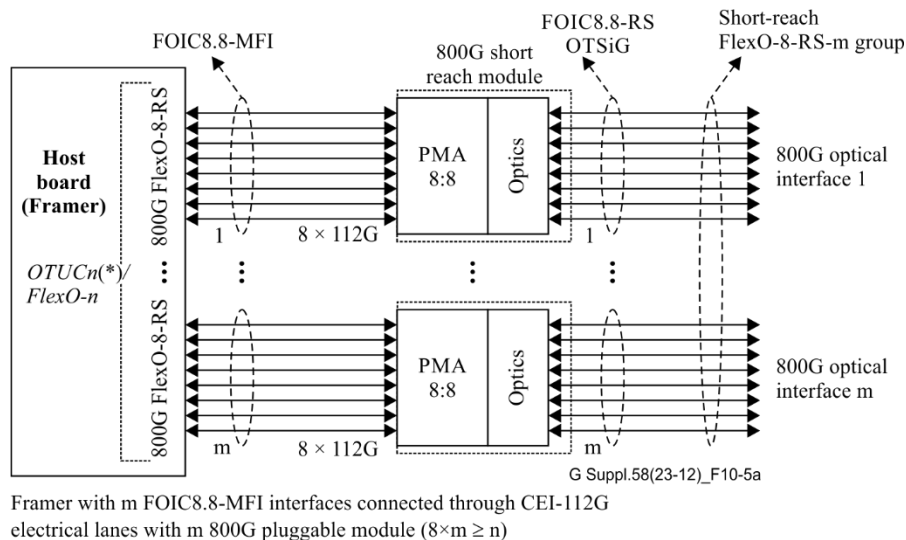 FOIC8.8-MFI
800G short
reach module
FOIC8.8-RS
OTSiG
Short-reach
FlexO-8-RS-m group
Host
board
(Framer)
OTUCn(*)/
FlexO-n
800G FlexO-8-RS
1
8 × 112G
PMA
8:8
Optics
1
800G optical
interface 1
800G FlexO-8-RS
m
8 × 112G
PMA
8:8
Optics
m
800G optical
interface m
G Suppl.58(23-12)_F10-5a
Framer with m FOIC8.8-MFI interfaces connected through CEI-112G
electrical lanes with m 800G pluggable module (8×m ≥ n)